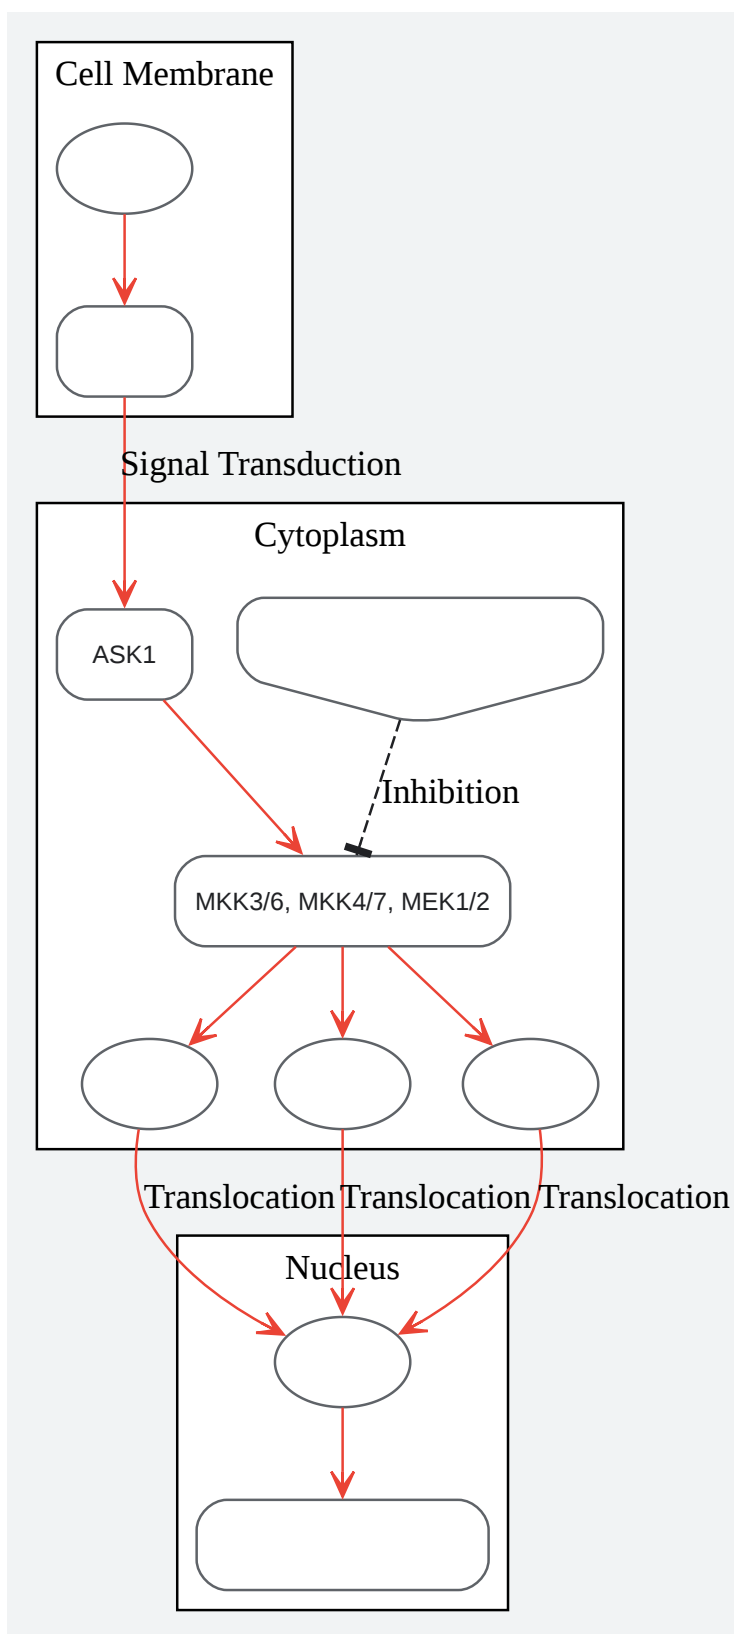 Cell Membrane
Signal Transduction
Cytoplasm
ASK1
Inhibition
MKK3/6, MKK4/7, MEK1/2
Translocation
Translocation
Translocation
Nucleus